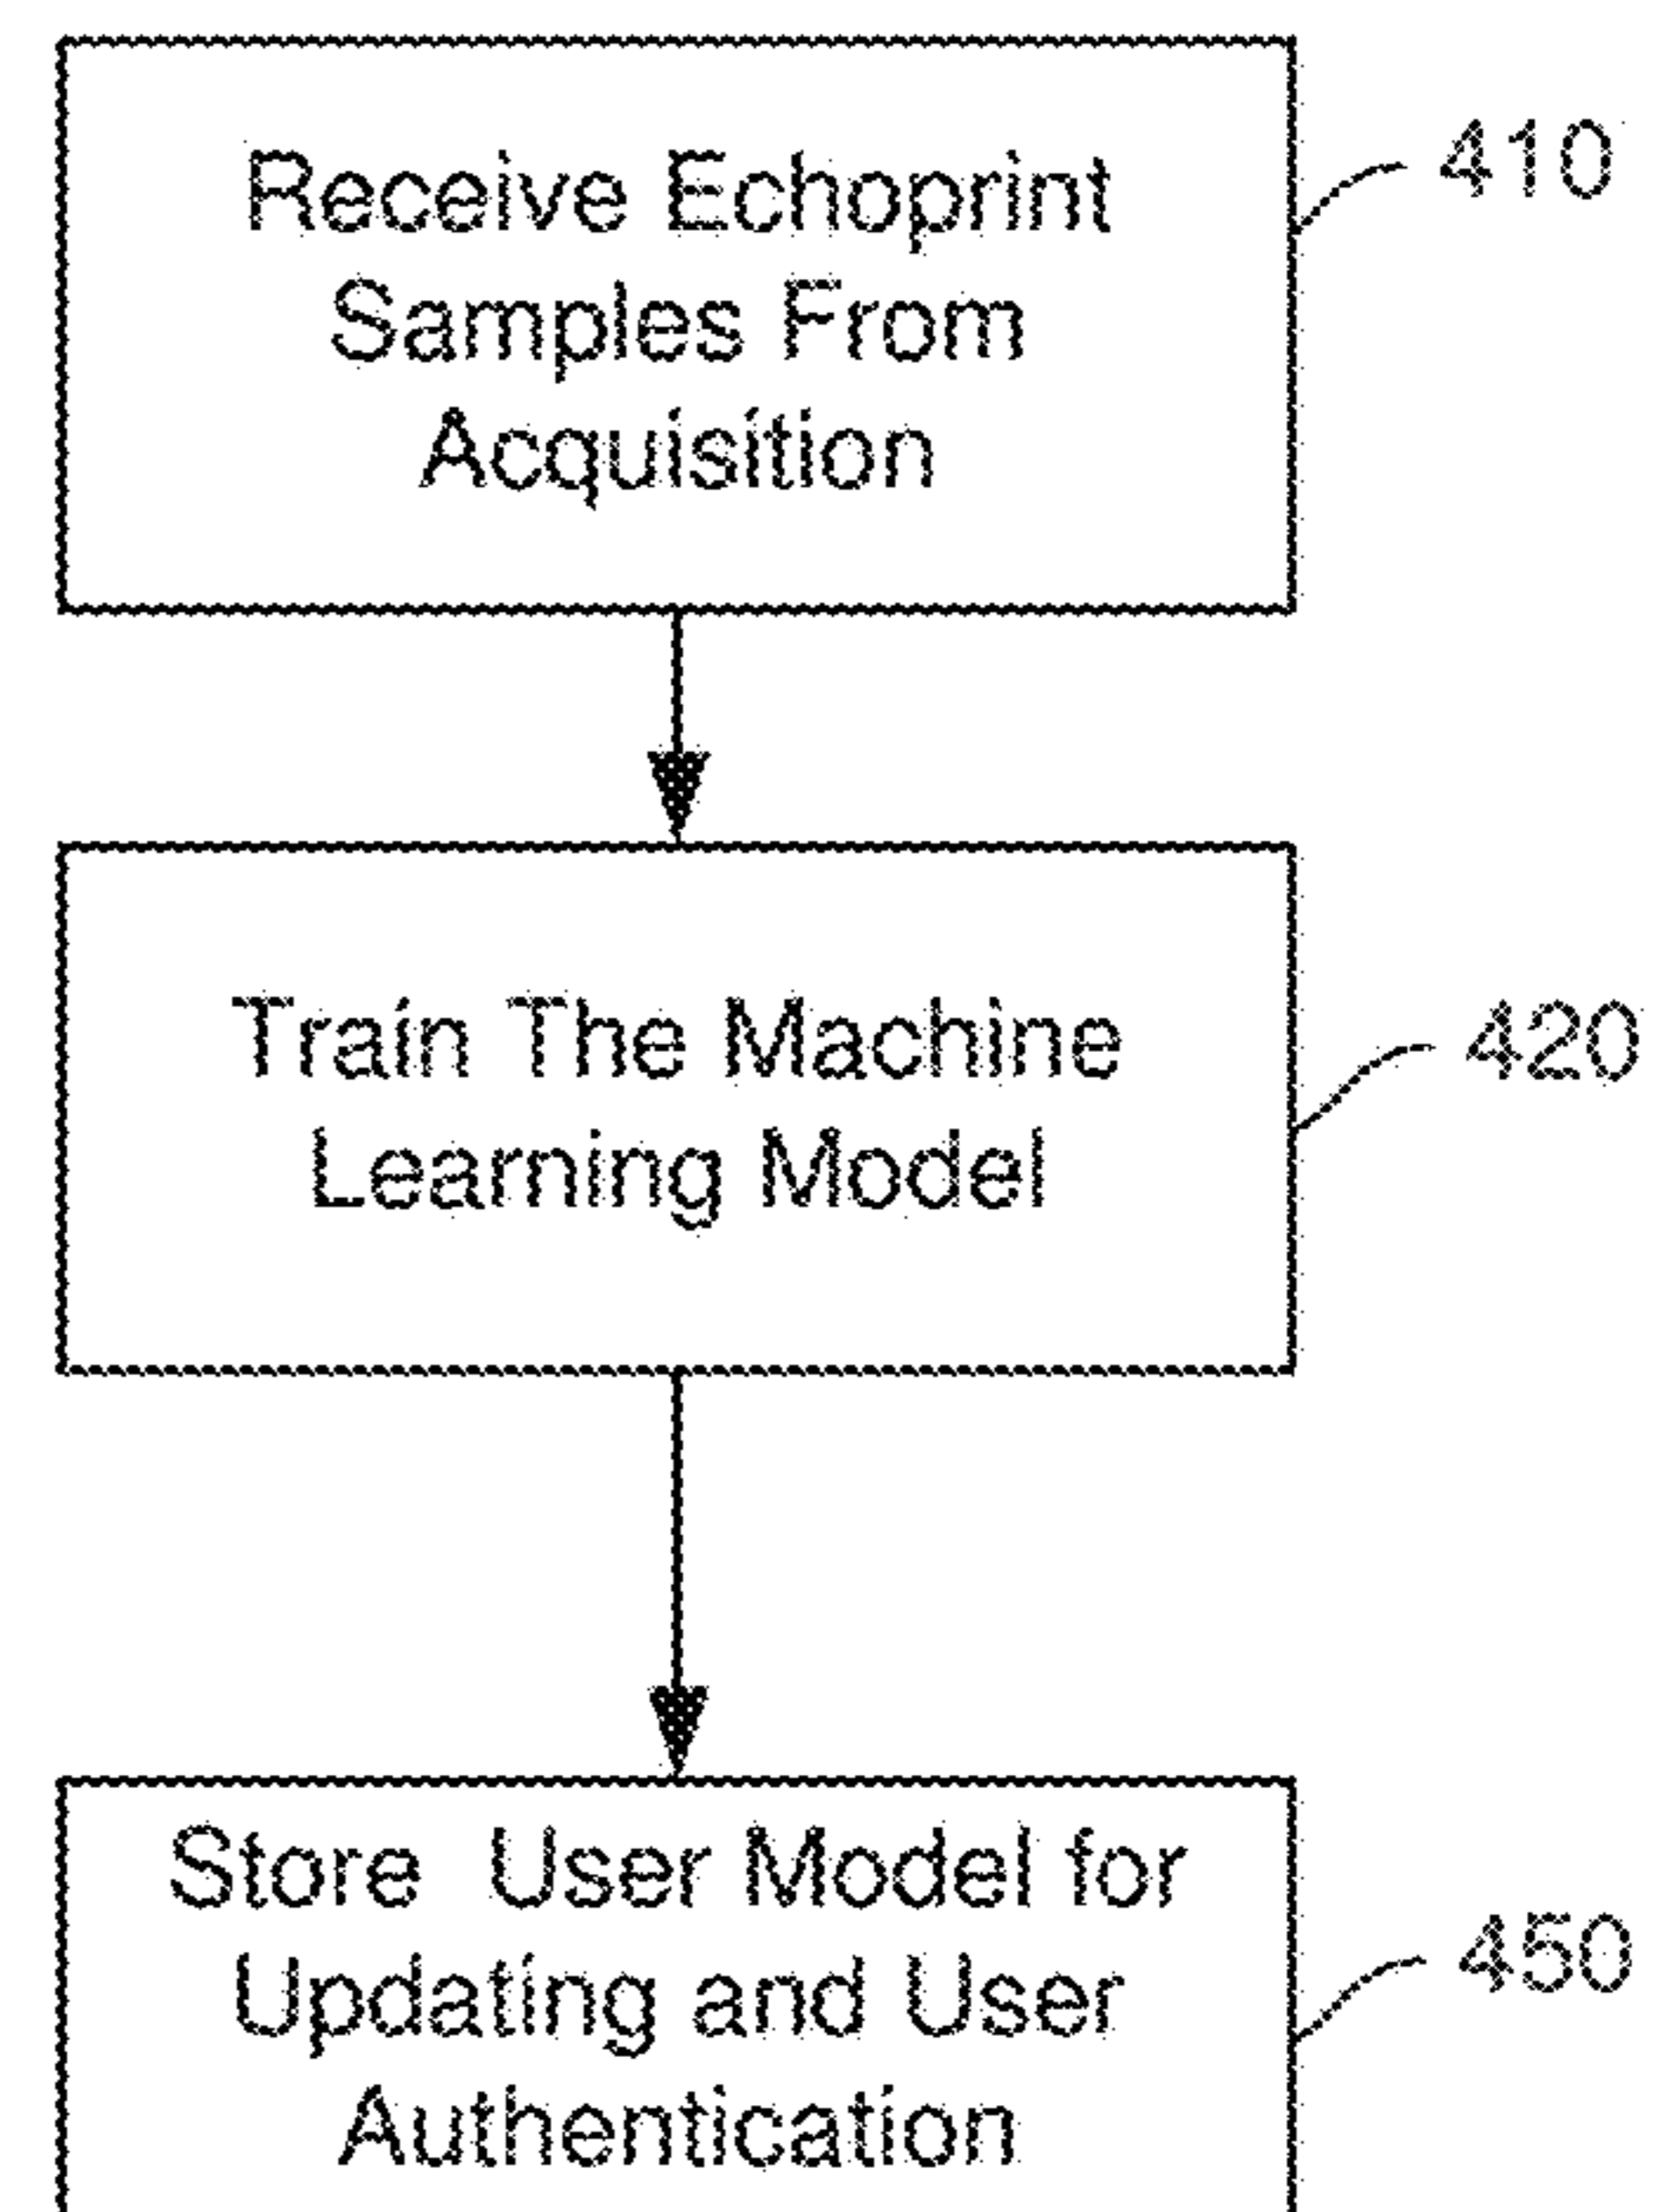 Receive Echoprint
Samples From
Acquisition
410
Train The Machine
Learning Model
420
Store User Model for
Updating and User
Authentication
450